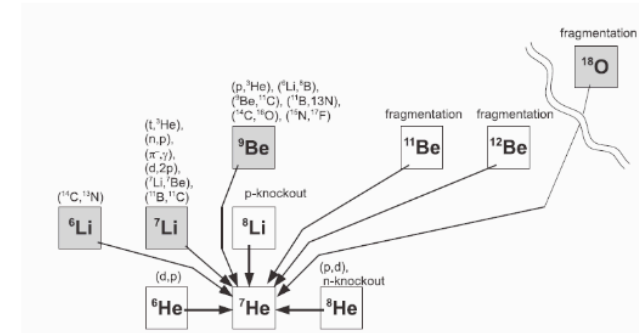 fragmentation
¹⁸O
(p,³He), (⁶Li,⁸B),
(⁹Be,¹¹C), (¹¹B,13N),
(¹⁴C,¹⁶O), (¹⁵N,¹⁷F)
⁹Be
fragmentation
¹¹Be
fragmentation
¹²Be
(t,³He),
(n,p),
(π⁻,γ),
(d,2p),
(⁷Li,⁷Be),
(¹¹B,¹¹C)
⁷Li
(¹⁴C,¹³N)
⁶Li
p-knockout
⁸Li
(d,p)
⁶He
⁷He
(p,d),
n-knockout
⁸He